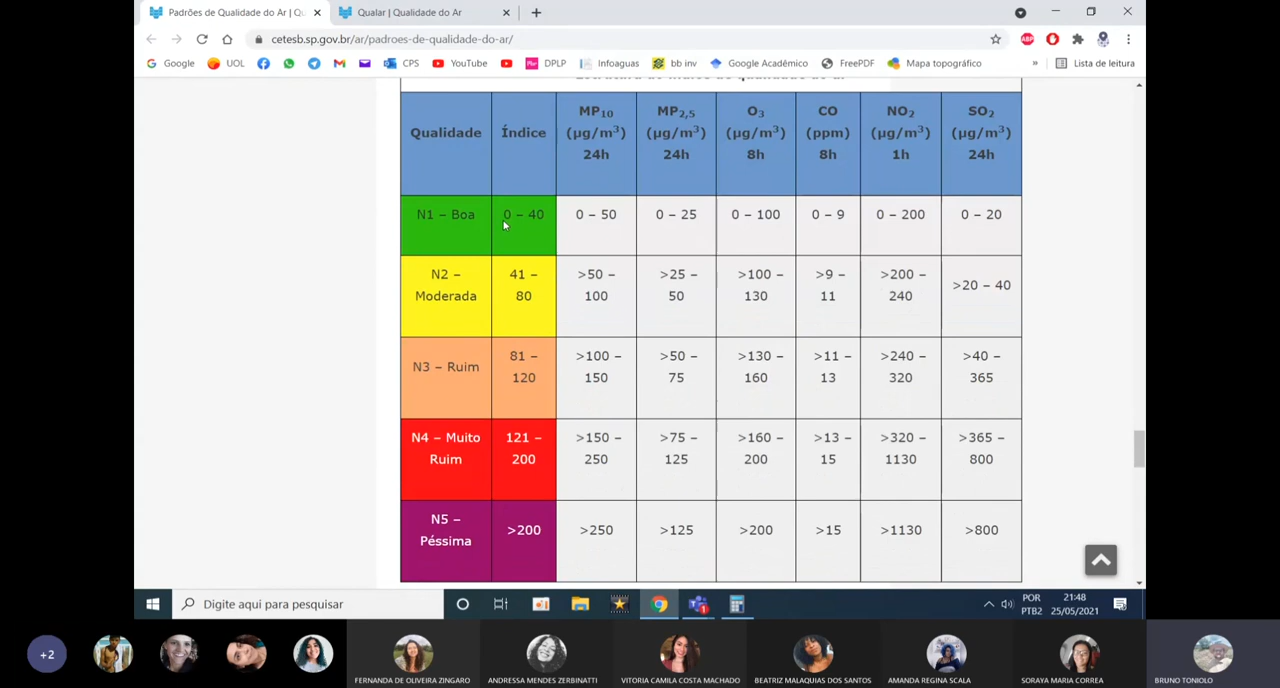 Padrões de Qualidade do Ar | Qu
Qualar | Qualidade do Ar
cetesb.sp.gov.br/ar/padroes-de-qualidade-do-ar/
ABP
Google
UOL
CPS
YouTube
DPLP
Infoaguas
bb inv
Google Acadêmico
FreePDF
Mapa topográfico
»
Lista de leitura
Qualidade
Índice
MP10
(µg/m³)
24h
MP2,5
(µg/m³)
24h
O3
(µg/m³)
8h
CO
(ppm)
8h
NO2
(µg/m³)
1h
SO2
(µg/m³)
24h
N1 – Boa
0 – 40
0 – 50
0 – 25
0 – 100
0 – 9
0 – 200
0 – 20
N2 –
Moderada
41 –
80
>50 –
100
>25 –
50
>100 –
130
>9 –
11
>200 –
240
>20 – 40
N3 – Ruim
81 –
120
>100 –
150
>50 –
75
>130 –
160
>11 –
13
>240 –
320
>40 –
365
N4 – Muito
Ruim
121 –
200
>150 –
250
>75 –
125
>160 –
200
>13 –
15
>320 –
1130
>365 –
800
N5 –
Péssima
>200
>250
>125
>200
>15
>1130
>800
Digite aqui para pesquisar
POR
PTB2
21:48
25/05/2021
+2
FERNANDA DE OLIVEIRA ZINGARO
ANDRESSA MENDES ZERBINATTI
VITORIA CAMILA COSTA MACHADO
BEATRIZ MALAQUIAS DOS SANTOS
AMANDA REGINA SCALA
SORAYA MARIA CORREA
BRUNO TONIOLO